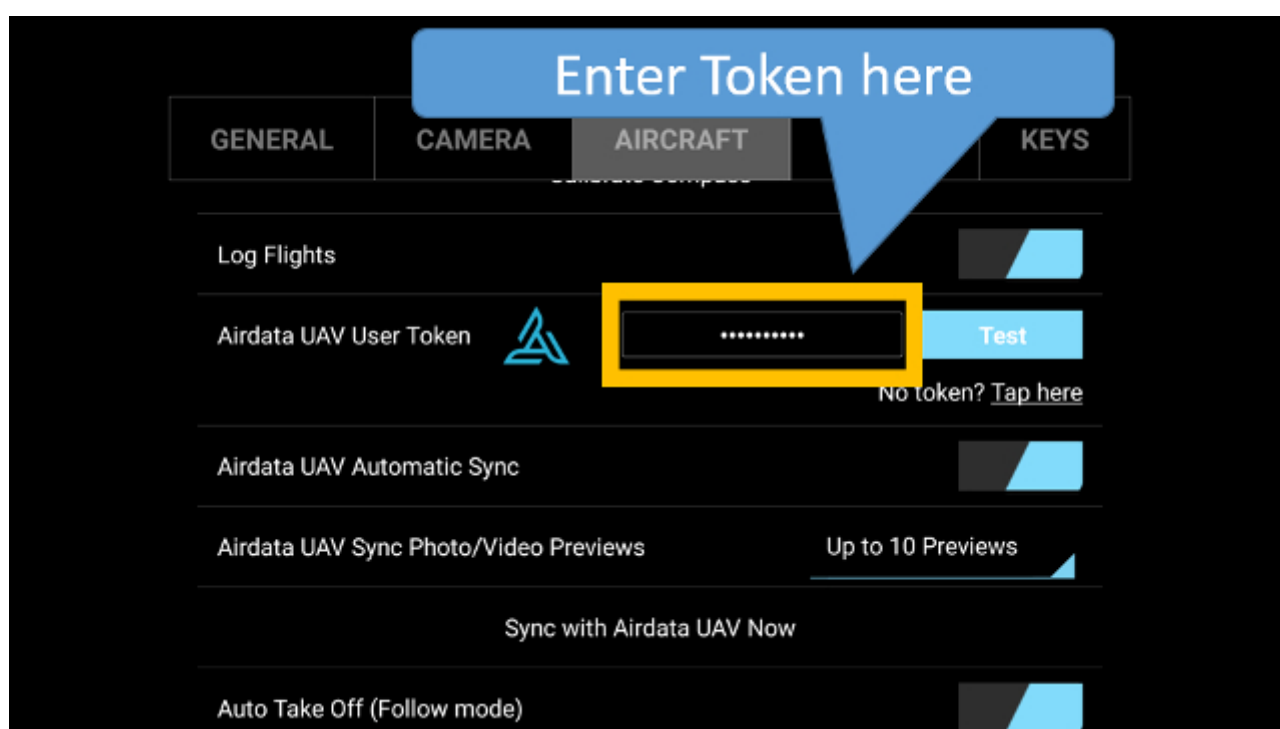 Enter Token here
GENERAL CAMERA AIRCRAFT KEYS
Calibrate Compass
Log Flights
Airdata UAV User Token •••••••••• Test
No token? Tap here
Airdata UAV Automatic Sync
Airdata UAV Sync Photo/Video Previews Up to 10 Previews
Sync with Airdata UAV Now
Auto Take Off (Follow mode)